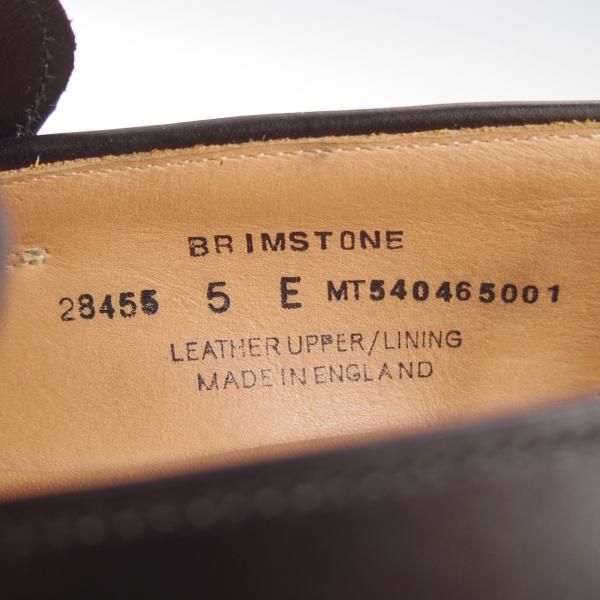 BRIMSTONE
28455 5 E MT540465001
LEATHER UPPER/LINING
MADE IN ENGLAND